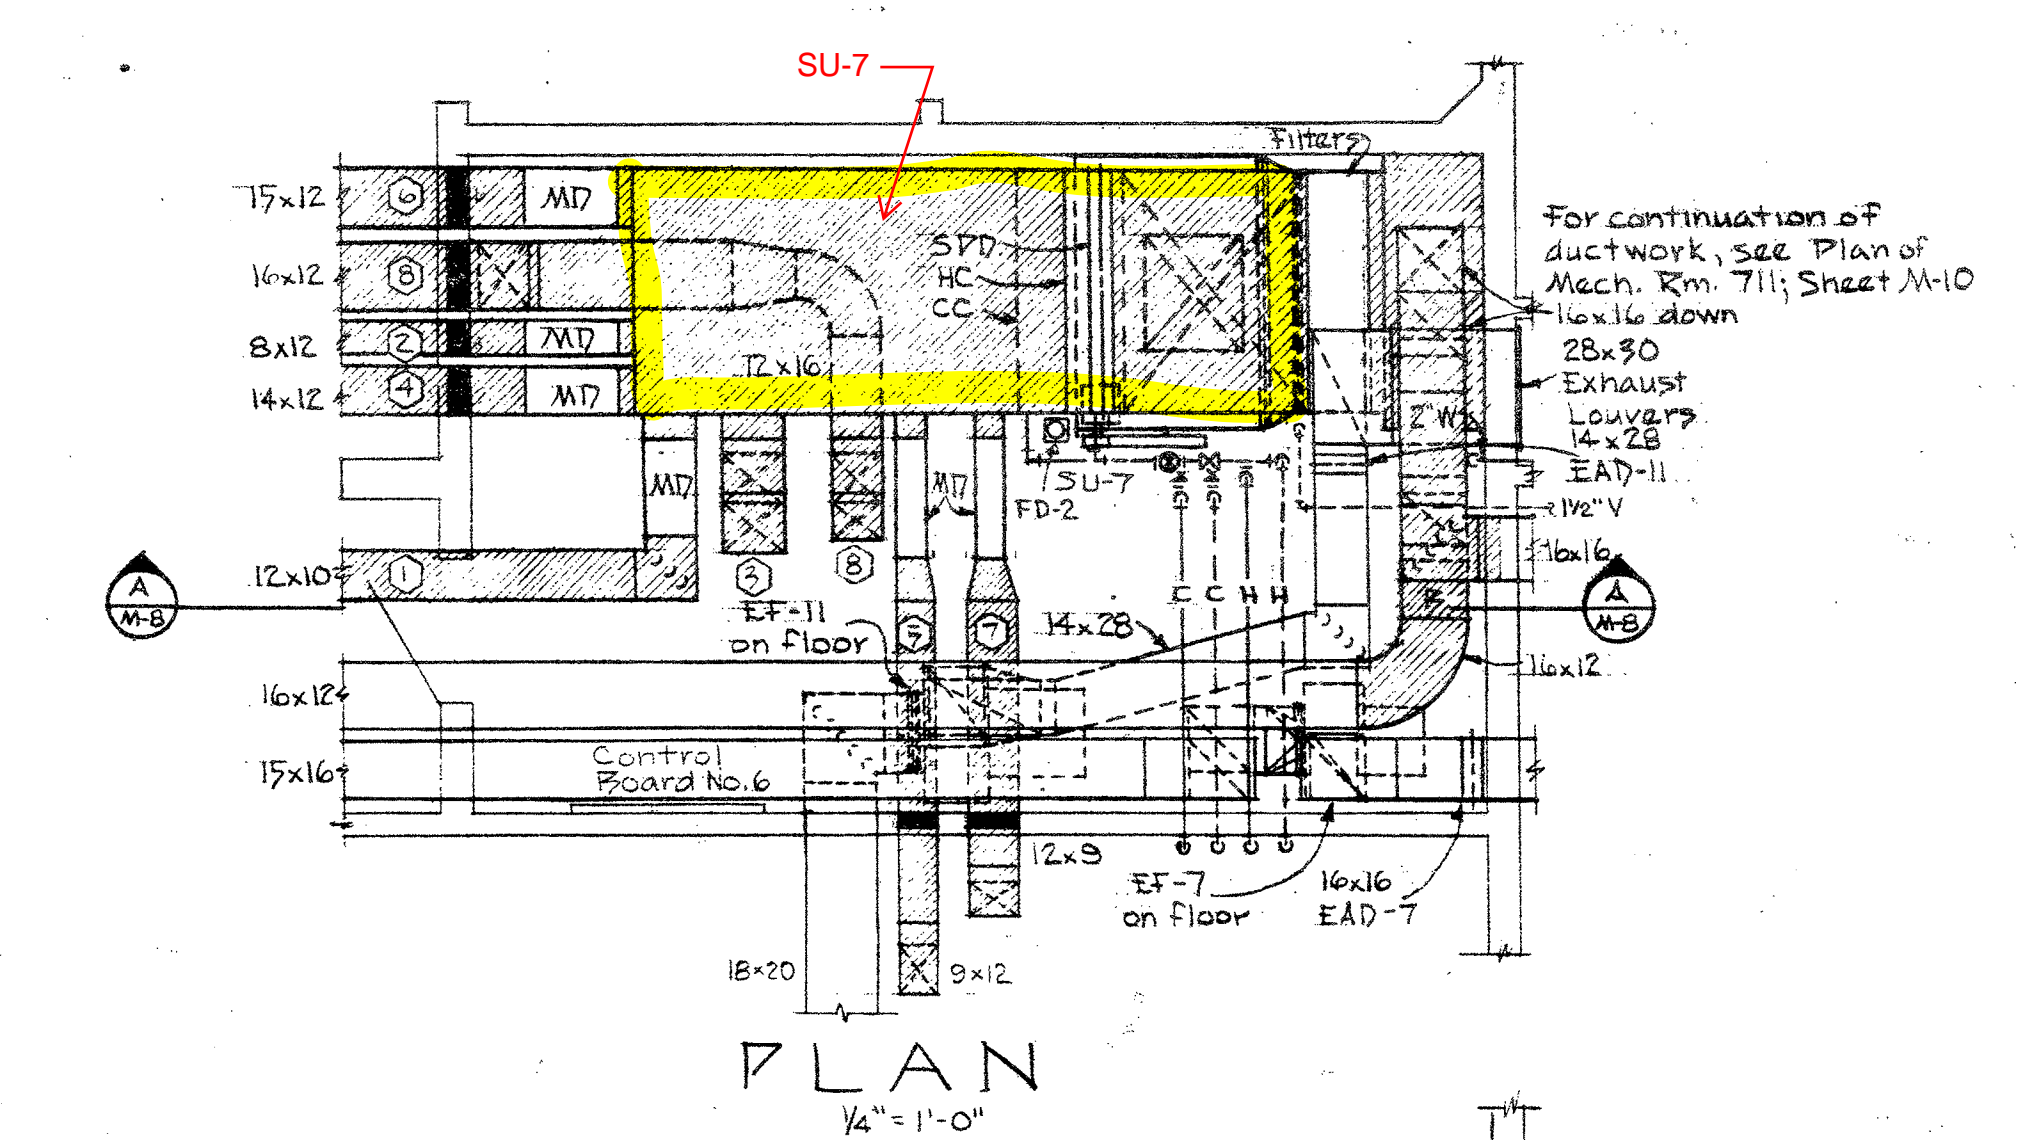 SU-7
Filters
15x12
6
MD
16x12
8
SDD
HC
CC
8x12
2
MD
14x12
4
MD
12x16
For continuation of
ductwork, see Plan of
Mech. Rm. 711; Sheet M-10
16x16 down
28x30
Exhaust
Louvers
14x28
EAD-11
2"W
1½" V
16x16
MD
MD
SU-7
FD-2
12x10
1
3
8
EF-11
on floor
7
14x28
C C H H
A
M-8
A
M-8
R
16x12
16x12
15x16
Control
Board No.6
12x9
EF-7
on floor
16x16
EAD-7
18x20
9x12
PLAN
¼" = 1'-0"